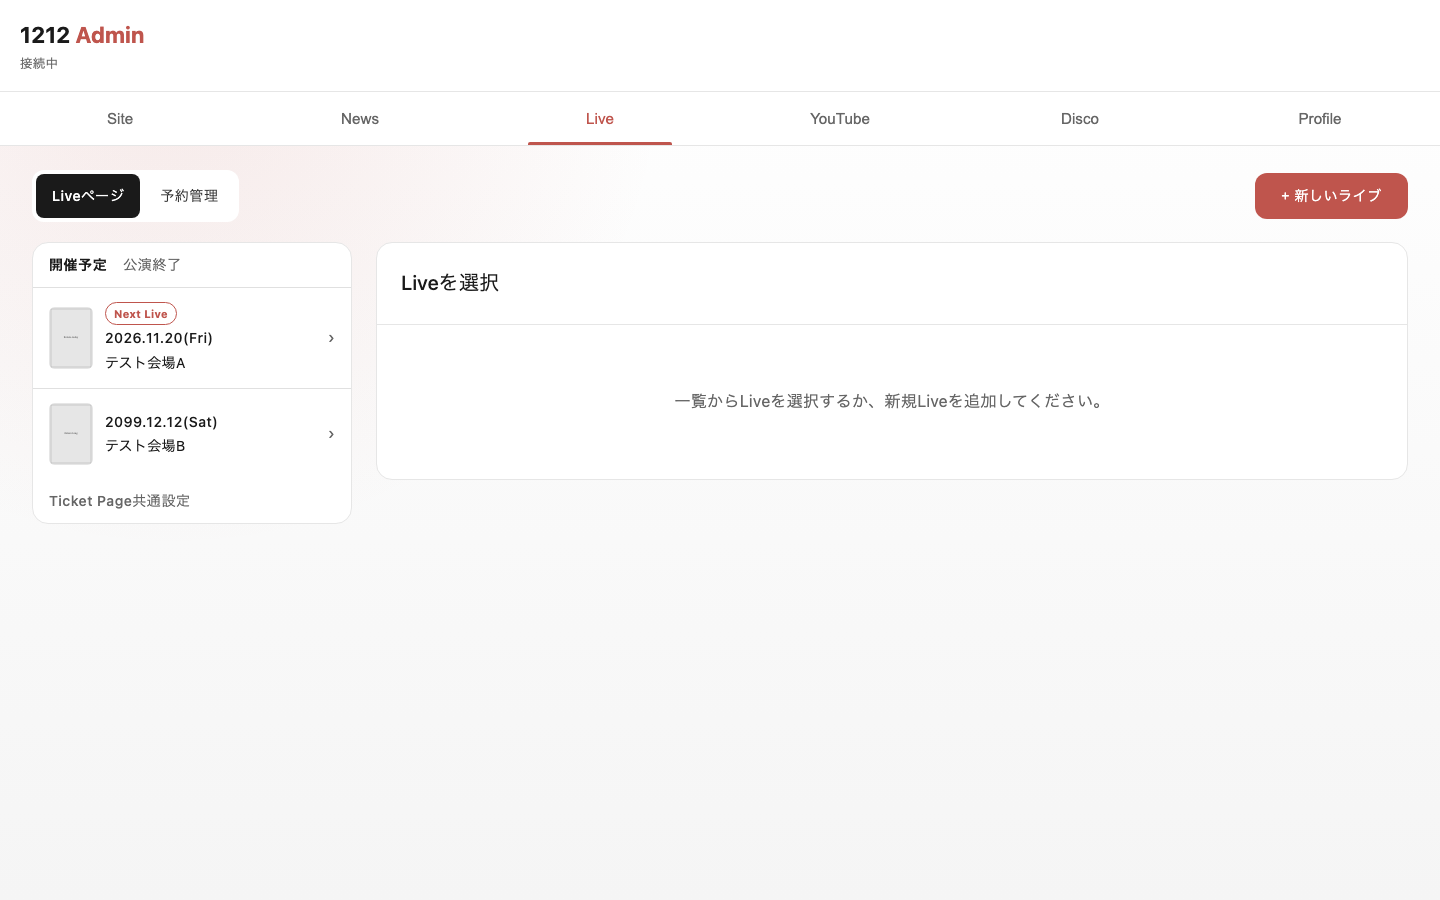 1212 Admin
接続中
Site
News
Live
YouTube
Disco
Profile
Liveページ
予約管理
+ 新しいライブ
開催予定
公演終了
Next Live
2026.11.20(Fri)
テスト会場A
›
2099.12.12(Sat)
テスト会場B
›
Ticket Page共通設定
Liveを選択
一覧からLiveを選択するか、新規Liveを追加してください。